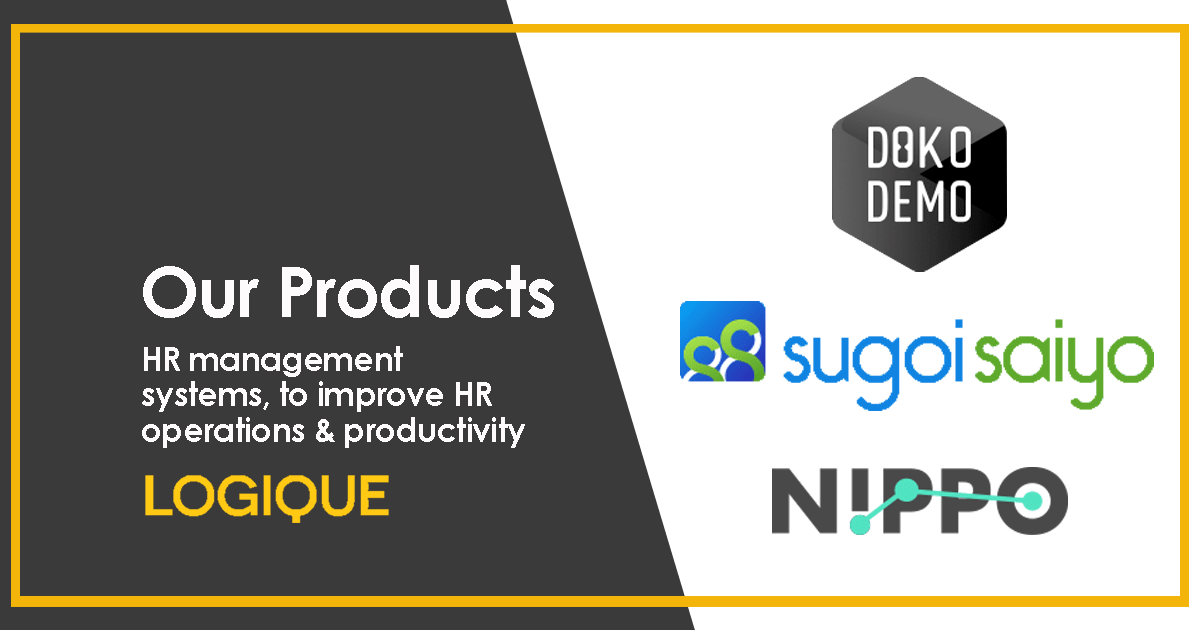 Our Products
HR management
systems, to improve HR
operations & productivity
LOGIQUE
DOKO
DEMO
sugoi saiyo
NIPPO